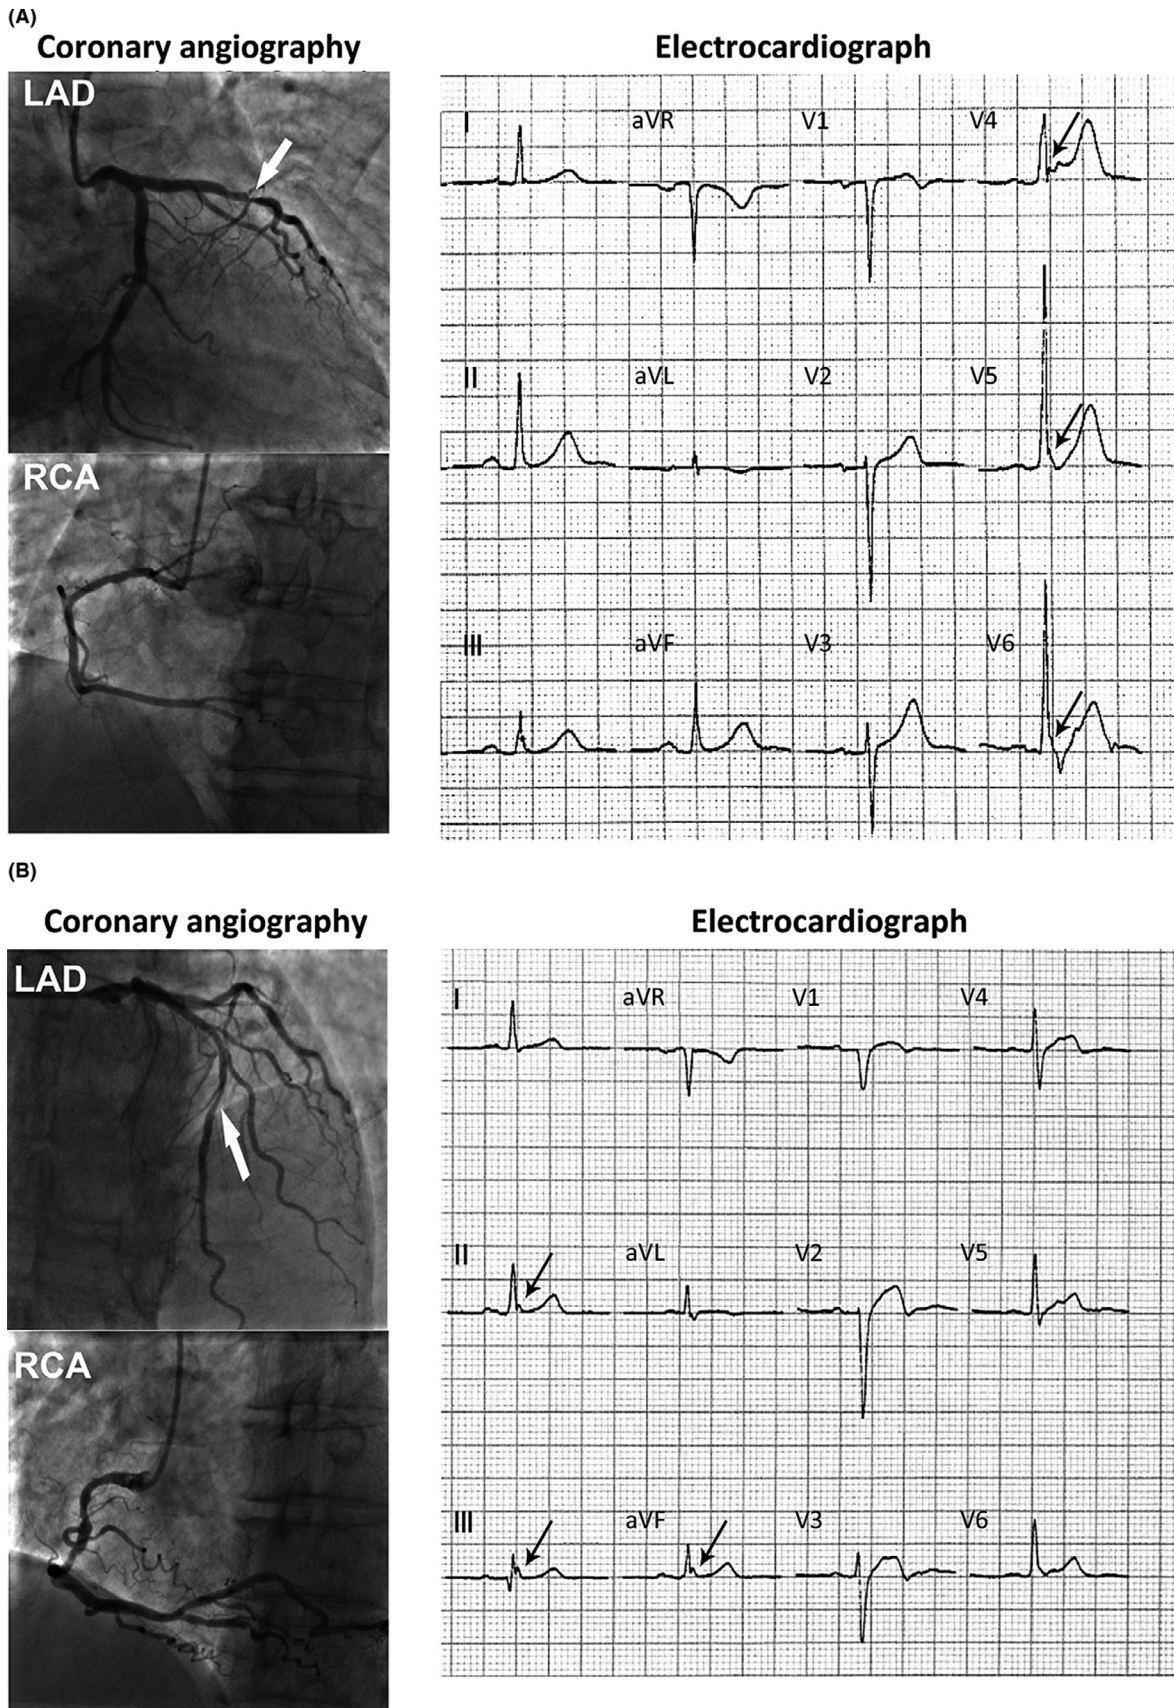 (A)
Coronary angiography
Electrocardiograph
LAD
RCA
I aVR V1 V4
II aVL V2 V5
III aVF V3 V6
(B)
Coronary angiography
Electrocardiograph
LAD
RCA
I aVR V1 V4
II aVL V2 V5
III aVF V3 V6